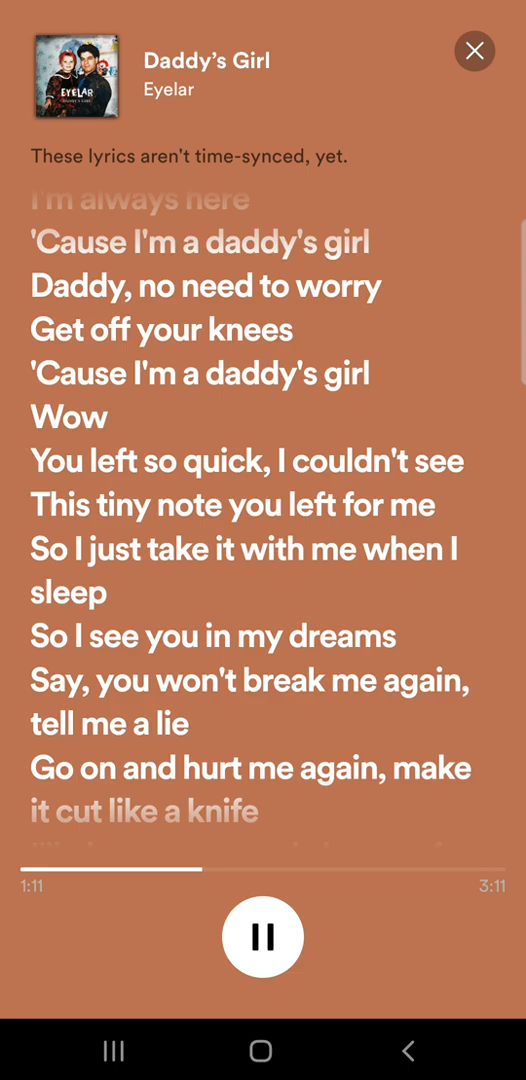 Daddy's Girl
Eyelar
EYELAR
DADDY'S GIRL
These lyrics aren't time-synced, yet.
I'm always here
'Cause I'm a daddy's girl
Daddy, no need to worry
Get off your knees
'Cause I'm a daddy's girl
Wow
You left so quick, I couldn't see
This tiny note you left for me
So I just take it with me when I
sleep
So I see you in my dreams
Say, you won't break me again,
tell me a lie
Go on and hurt me again, make
it cut like a knife
1:11
3:11